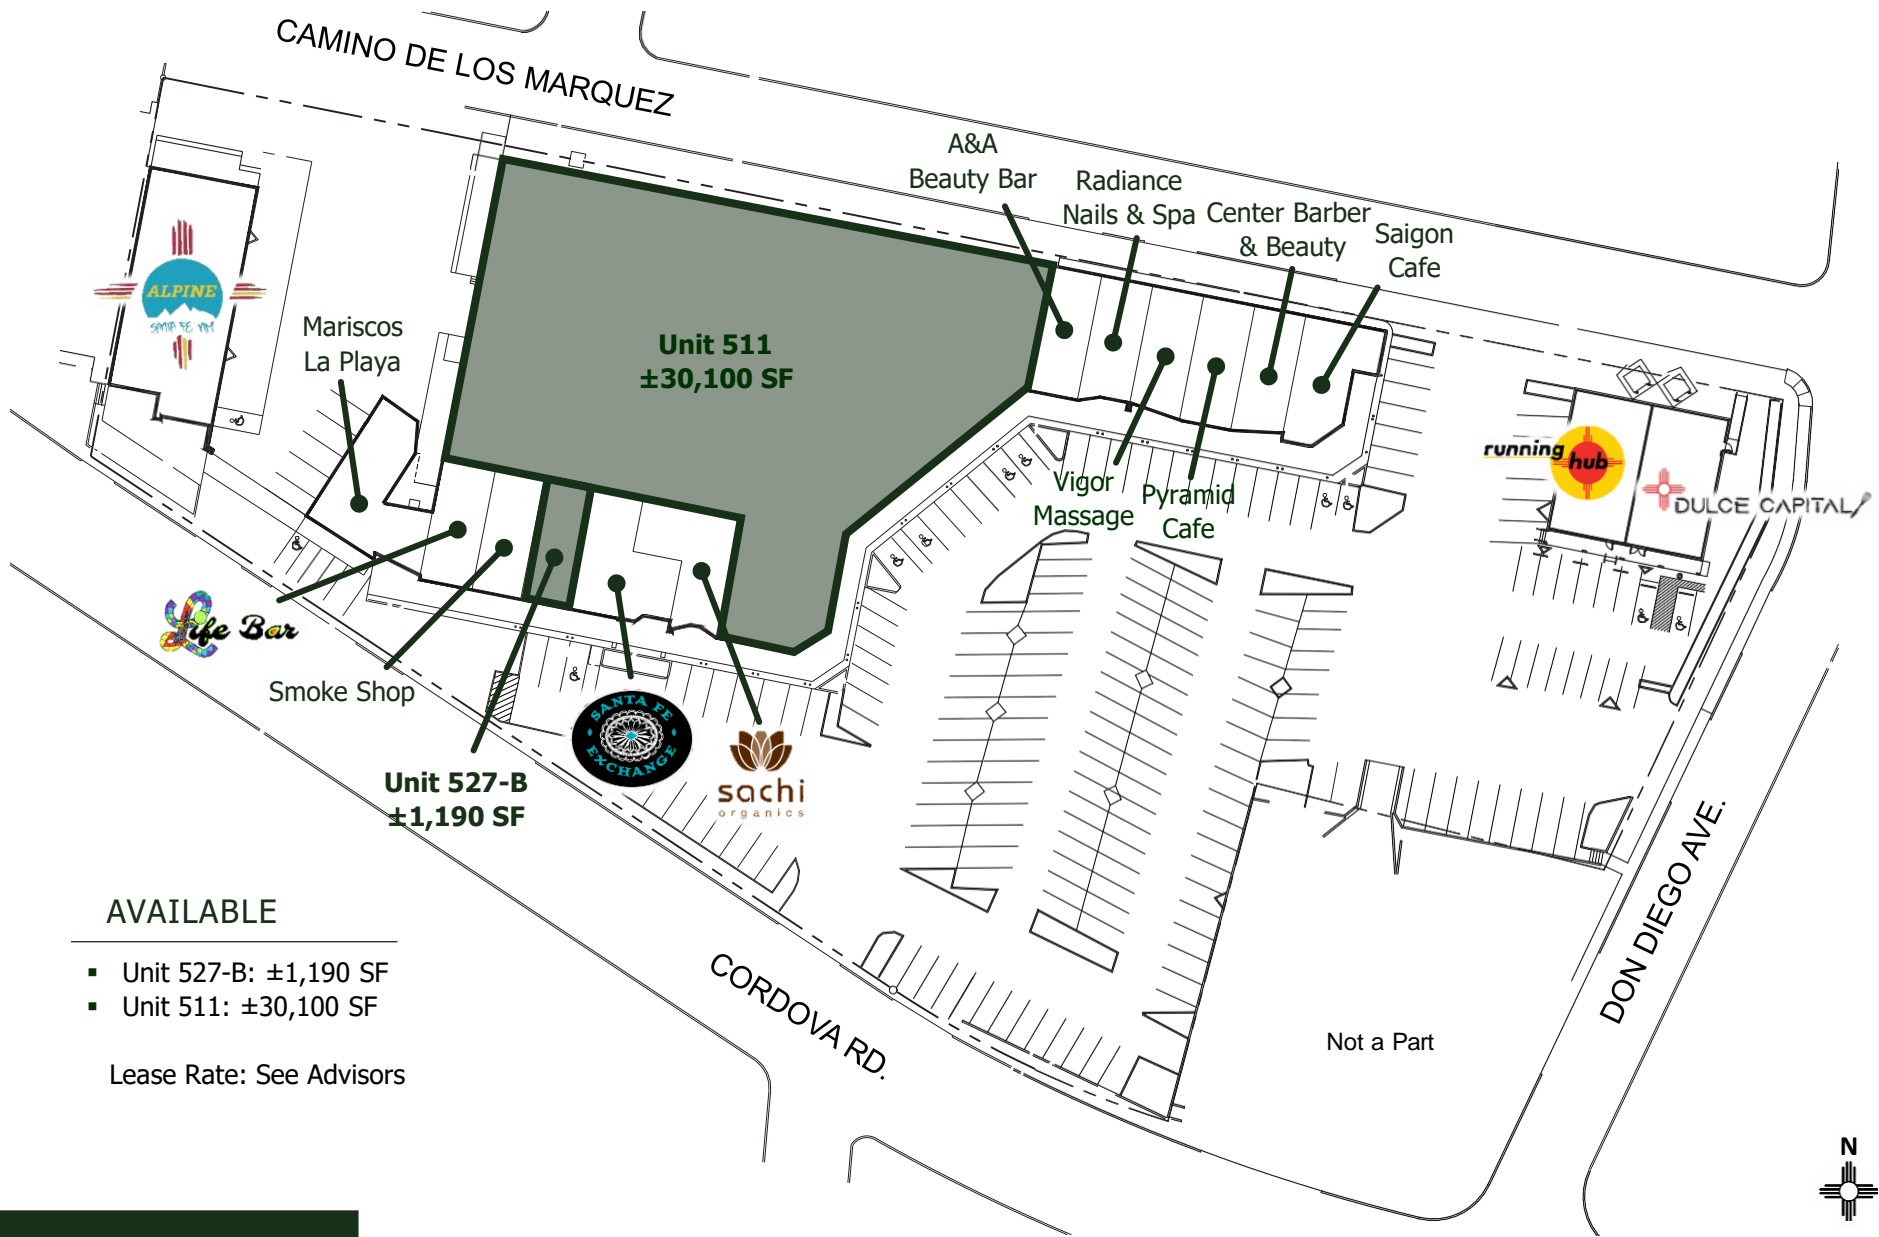 CAMINO DE LOS MARQUEZ
A&A
Beauty Bar
Radiance
Nails & Spa
Center Barber
& Beauty
Saigon
Cafe
ALPINE
SANTA FE NM
Mariscos
La Playa
Unit 511
±30,100 SF
running
hub
DULCE CAPITAL
Vigor
Massage
Pyramid
Cafe
Life Bar
Smoke Shop
SANTA FE
EXCHANGE
sachi
organics
Unit 527-B
±1,190 SF
AVAILABLE
▪ Unit 527-B: ±1,190 SF
▪ Unit 511: ±30,100 SF
Lease Rate: See Advisors
CORDOVA RD.
DON DIEGO AVE.
Not a Part
N